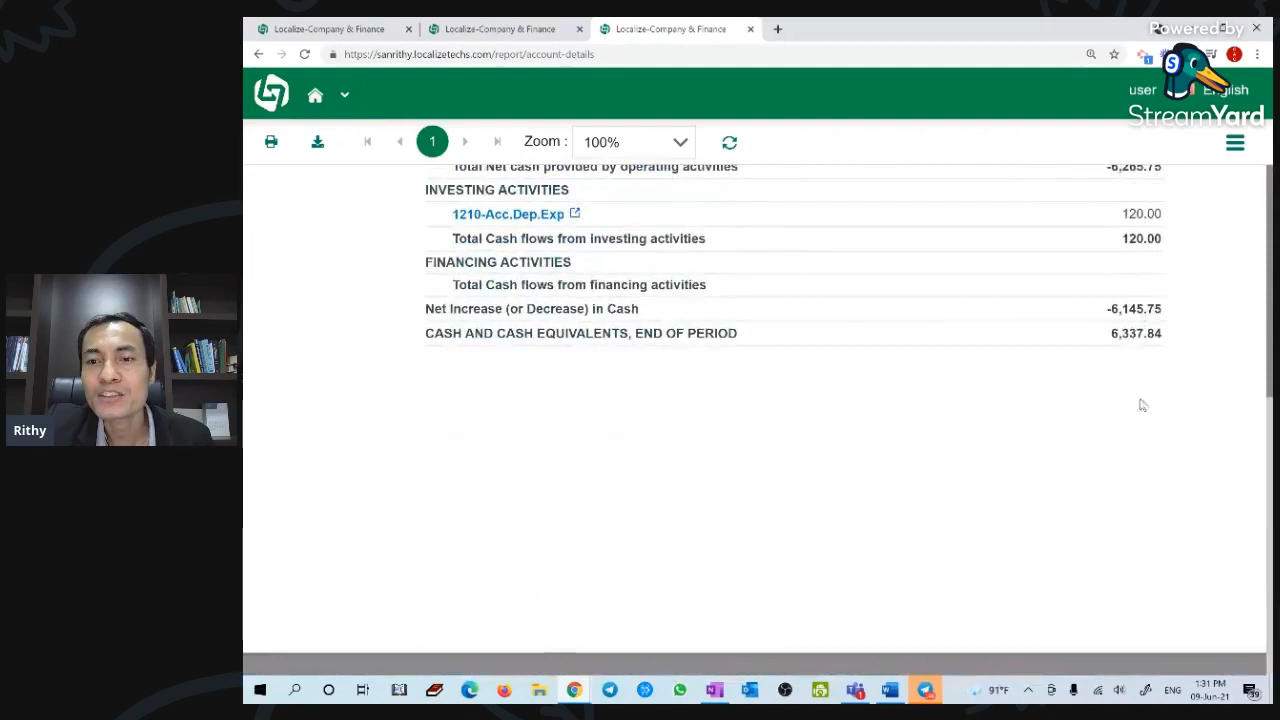 Localize-Company & Finance
Localize-Company & Finance
Localize-Company & Finance
Powered by
https://sanrithy.localizetechs.com/report/account-details
user
English
StreamYard
1
Zoom :
100%
Total Net cash provided by operating activities -6,265.75
INVESTING ACTIVITIES
1210-Acc.Dep.Exp 120.00
Total Cash flows from investing activities 120.00
FINANCING ACTIVITIES
Total Cash flows from financing activities
Net Increase (or Decrease) in Cash -6,145.75
CASH AND CASH EQUIVALENTS, END OF PERIOD 6,337.84
Rithy
91°F
ENG
1:31 PM
09-Jun-21